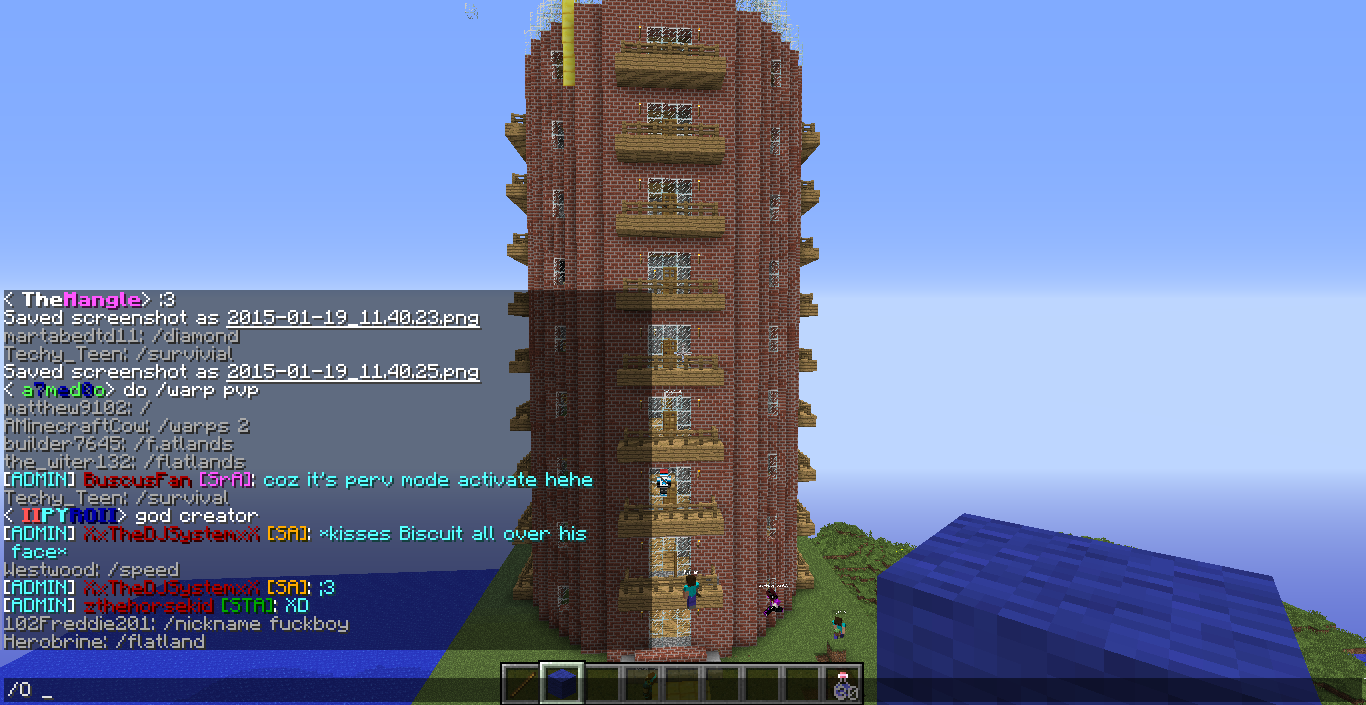 < TheMangle> :3
Saved screenshot as 2015-01-19_11.40.23.png
martabedtd11: /diamond
Techy_Teen: /survivial
Saved screenshot as 2015-01-19_11.40.25.png
do /warp pvp
matthew9102: /
AMinecraftCow: /warps 2
builder7645: /f.atlands
the_witer132: /flatlands
[ADMIN] BuscusFan [SrA]: coz it's perv mode activate hehe
Techy_Teen: /survival
< IIPYROII> god creator
[ADMIN] XxTheDJSystemxX [SA]: *kisses Biscuit all over his
face*
Westwood: /speed
[ADMIN] XxTheDJSystemxX [SA]: ;3
[ADMIN] zthehorsekid [STA]: XD
102Freddie201: /nickname fuckboy
Herobrine: /flatland
/O _